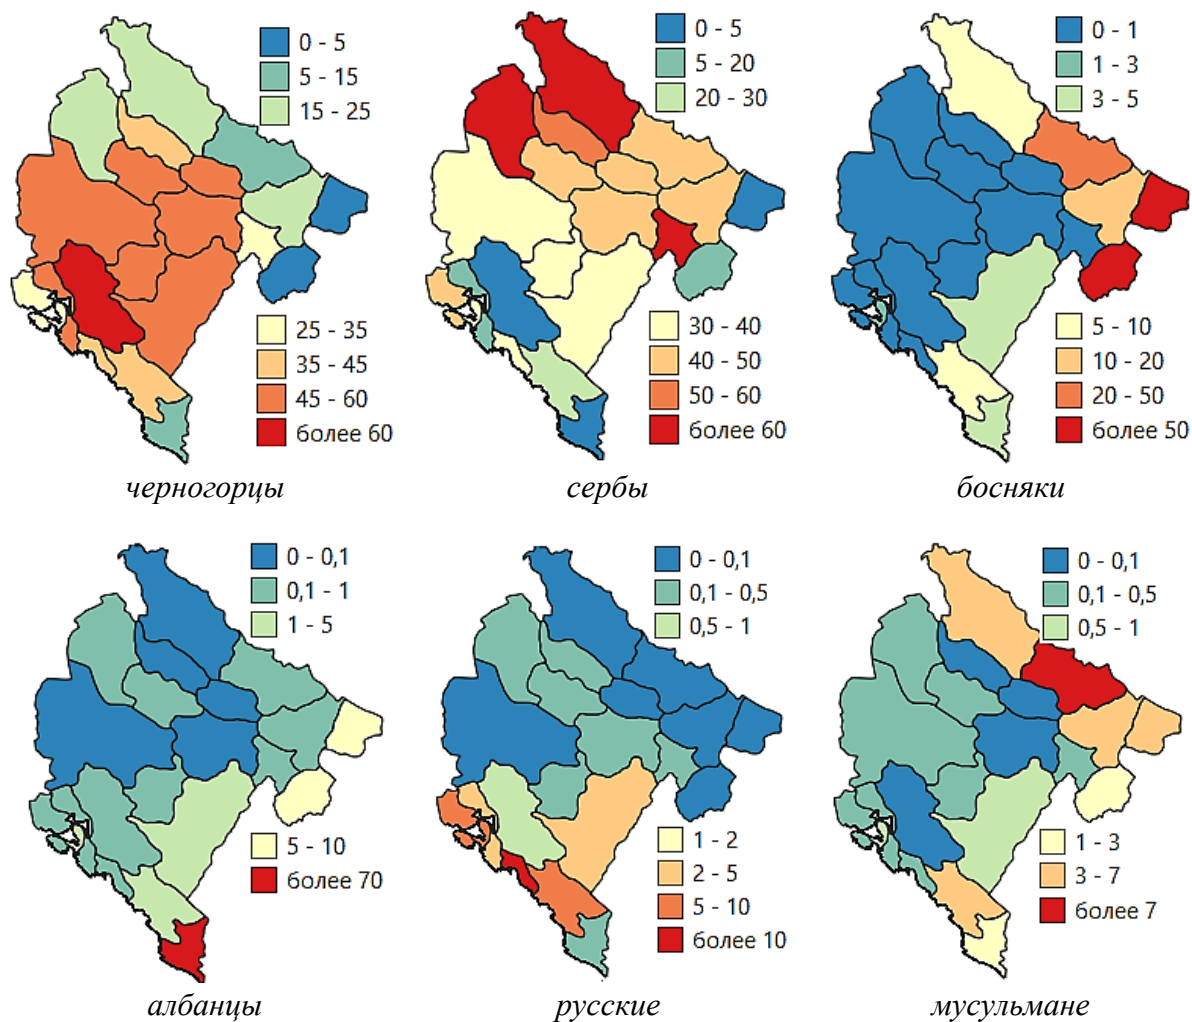 0 - 5
5 - 15
15 - 25
25 - 35
35 - 45
45 - 60
более 60
черногорцы
0 - 5
5 - 20
20 - 30
30 - 40
40 - 50
50 - 60
более 60
сербы
0 - 1
1 - 3
3 - 5
5 - 10
10 - 20
20 - 50
более 50
босняки
0 - 0,1
0,1 - 1
1 - 5
5 - 10
более 70
албанцы
0 - 0,1
0,1 - 0,5
0,5 - 1
1 - 2
2 - 5
5 - 10
более 10
русские
0 - 0,1
0,1 - 0,5
0,5 - 1
1 - 3
3 - 7
более 7
мусульмане